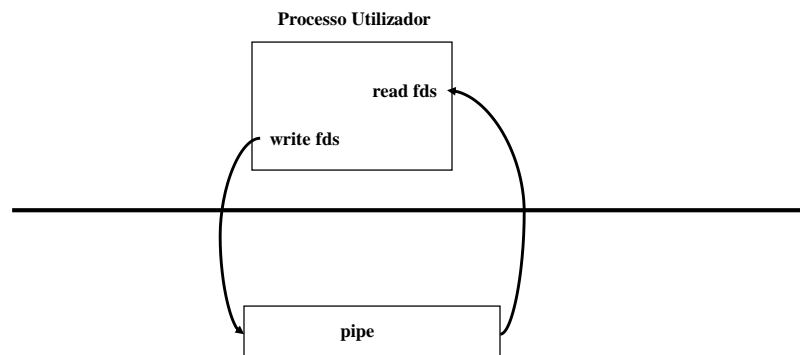 Processo Utilizador
read fds
write fds
pipe